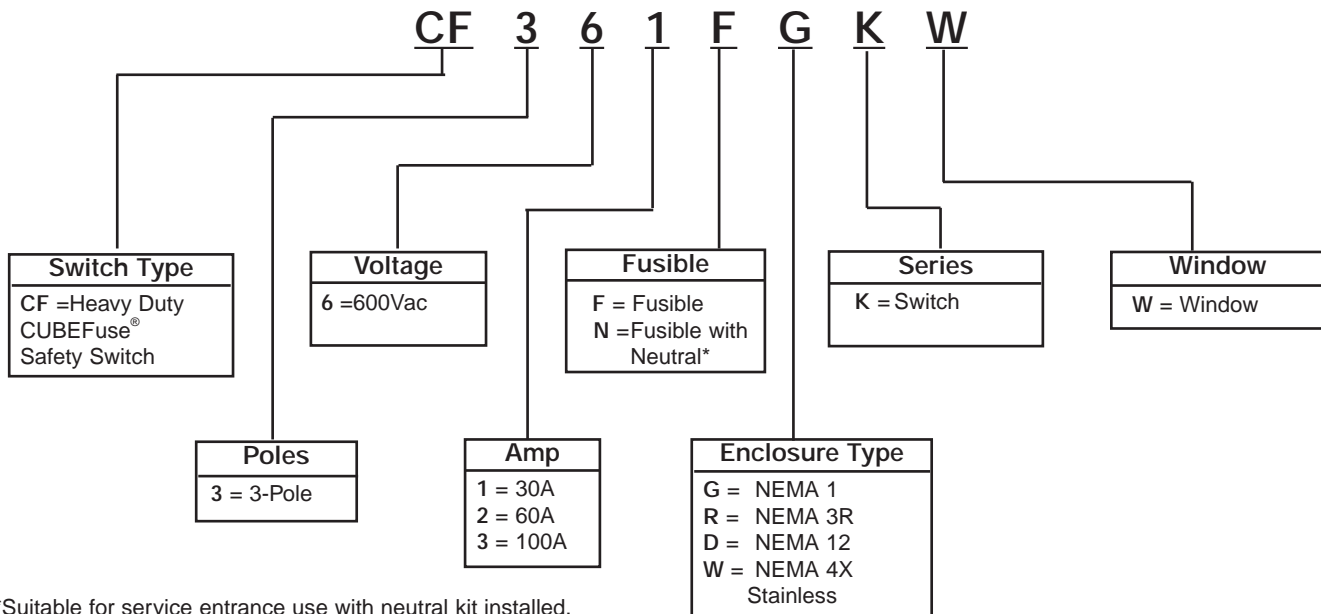 CF 3 6 1 F G K W
Switch Type
CF =Heavy Duty
CUBEFuse®
Safety Switch
Voltage
6 =600Vac
Fusible
F = Fusible
N =Fusible with
Neutral*
Series
K = Switch
Window
W = Window
Poles
3 = 3-Pole
Amp
1 = 30A
2 = 60A
3 = 100A
Enclosure Type
G = NEMA 1
R = NEMA 3R
D = NEMA 12
W = NEMA 4X
Stainless
*Suitable for service entrance use with neutral kit installed.